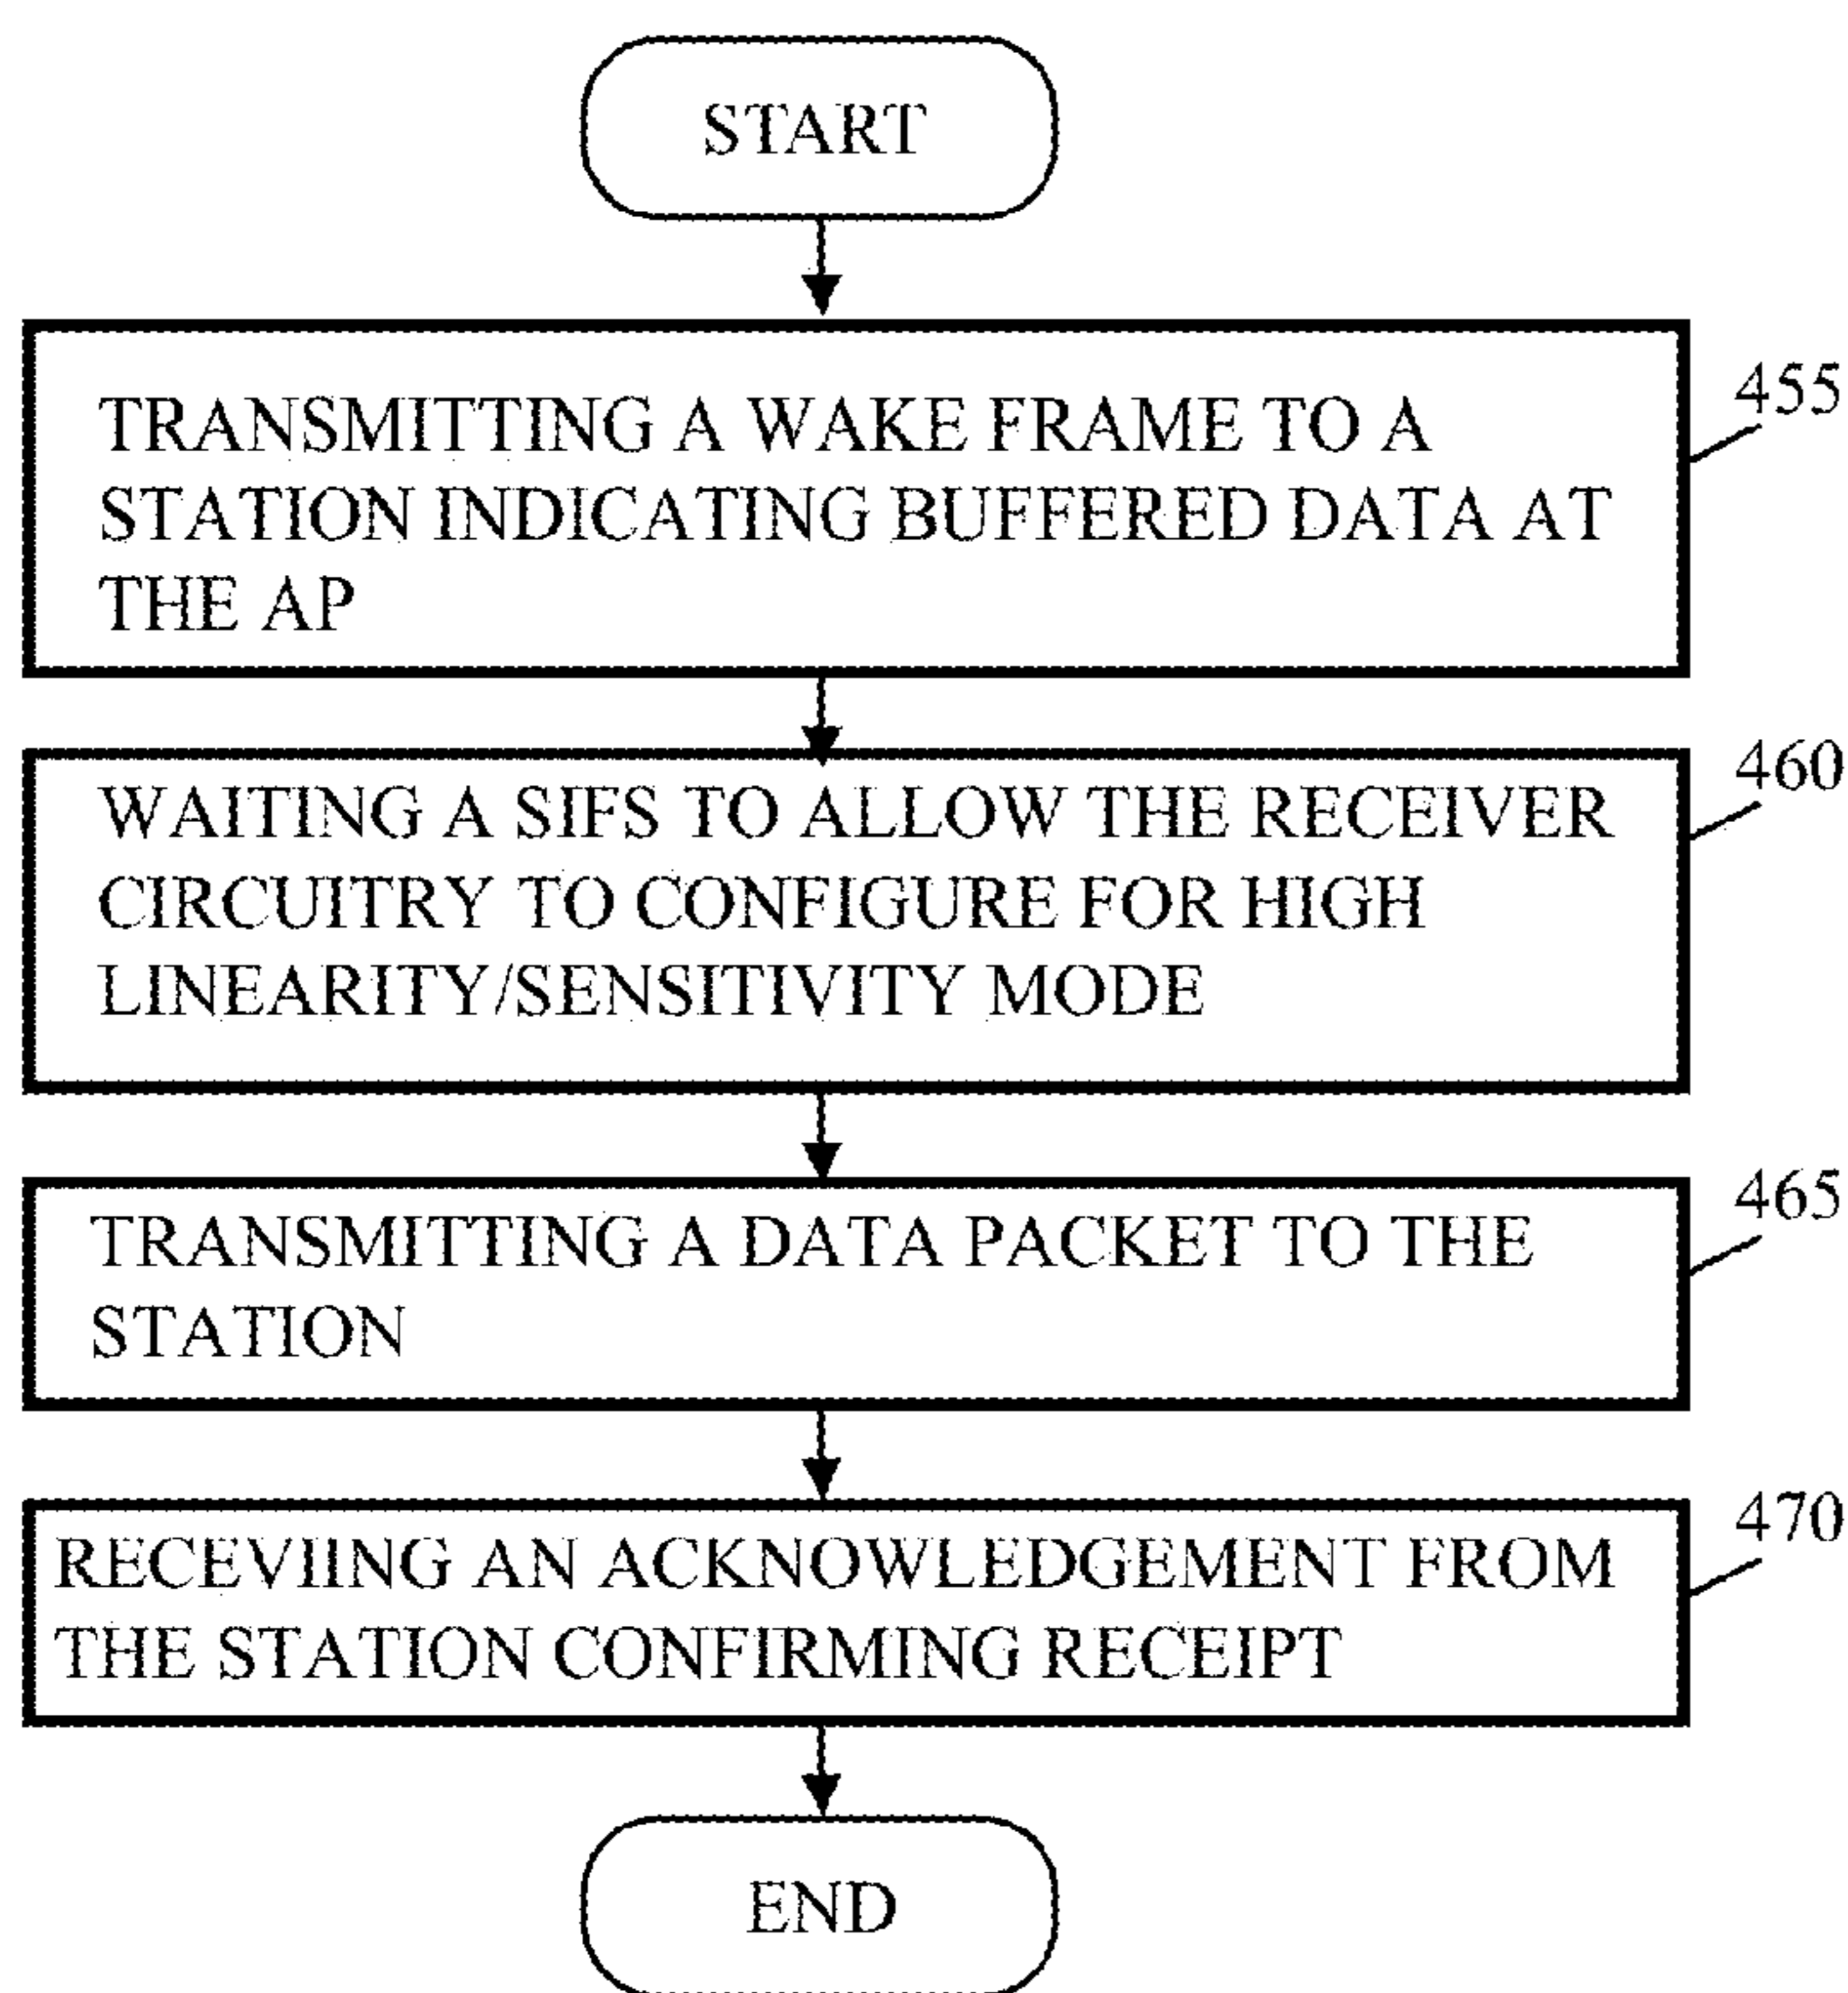 START
TRANSMITTING A WAKE FRAME TO A
STATION INDICATING BUFFERED DATA AT
THE AP
455
WAITING A SIFS TO ALLOW THE RECEIVER
CIRCUITRY TO CONFIGURE FOR HIGH
LINEARITY/SENSITIVITY MODE
460
TRANSMITTING A DATA PACKET TO THE
STATION
465
RECEVIING AN ACKNOWLEDGEMENT FROM
THE STATION CONFIRMING RECEIPT
470
END